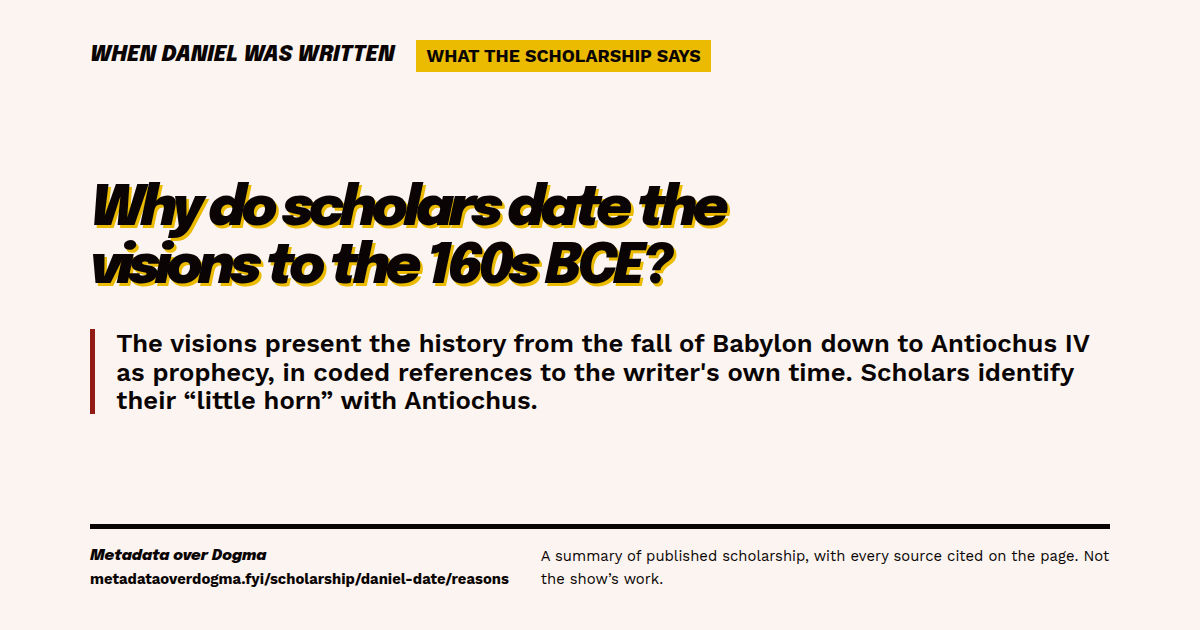 WHEN DANIEL WAS WRITTEN
WHAT THE SCHOLARSHIP SAYS
Why do scholars date the
visions to the 160s BCE?
The visions present the history from the fall of Babylon down to Antiochus IV
as prophecy, in coded references to the writer's own time. Scholars identify
their “little horn” with Antiochus.
Metadata over Dogma
metadataoverdogma.fyi/scholarship/daniel-date/reasons
A summary of published scholarship, with every source cited on the page. Not
the show’s work.